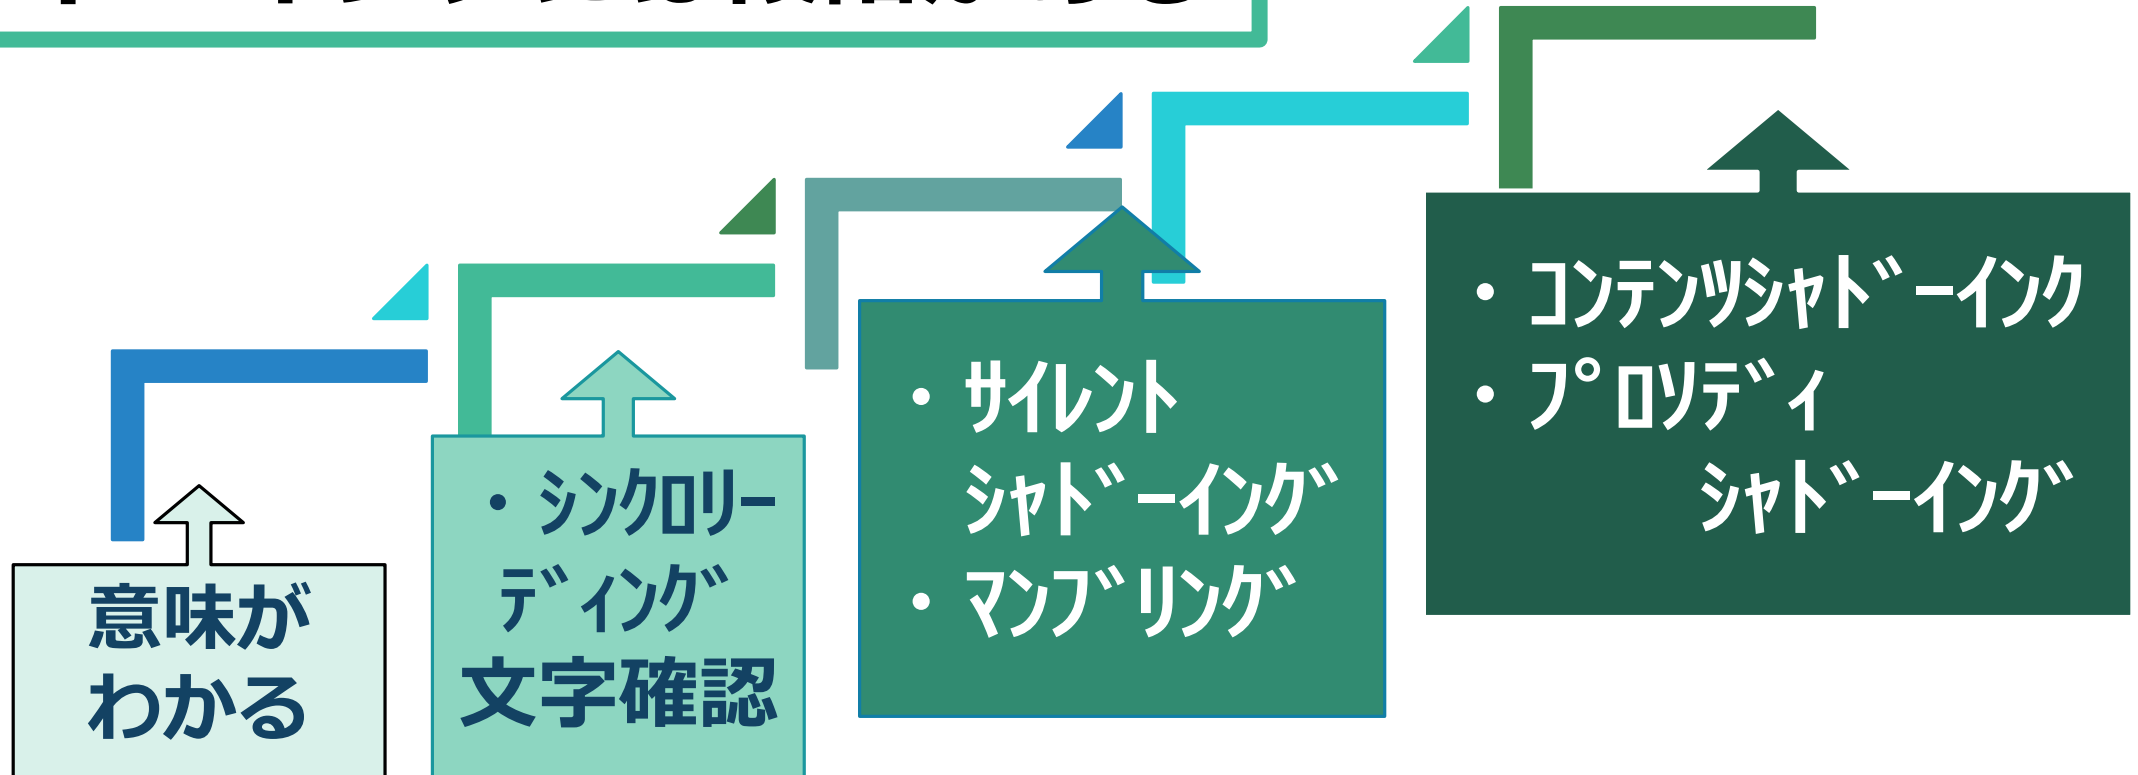 意味が
わかる
・シンクロリー
ディング
文字確認
・サイレント
シャドーイング
・マンブリング
・コンテンツシャドーインク
・プロソディ
シャドーイング